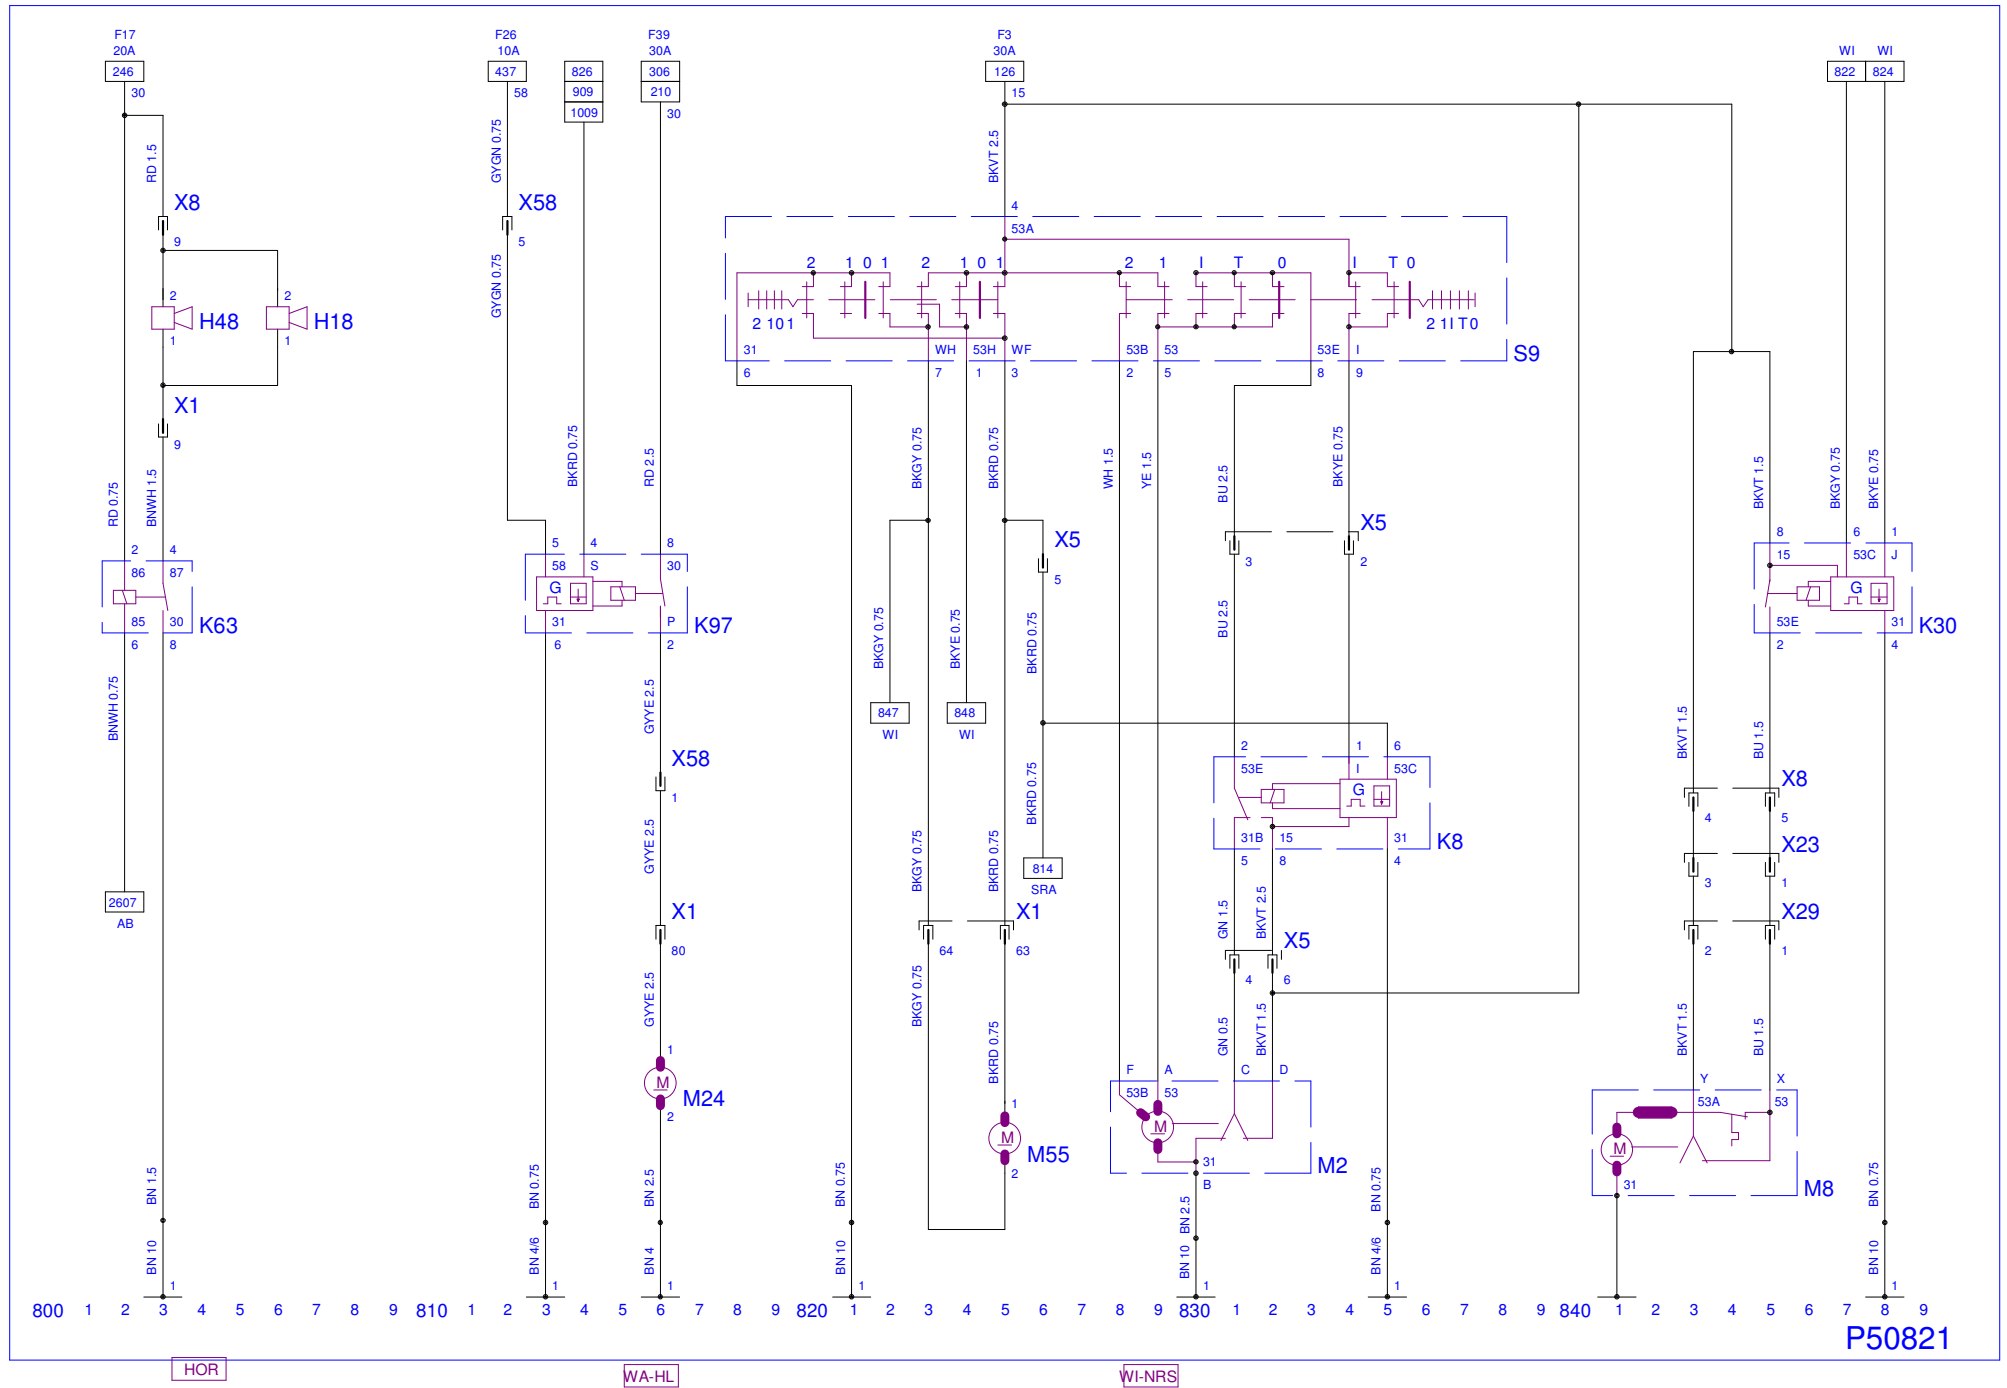 F17 F26 F39 F3 WI WI
20A 10A 30A 30A
246 437 826 306 126 822 824
30 58 909 210 15
1009 30
RD 1.5 GYGN 0.75 BKVT 2.5
X8 X58 4
9 5 53A
2 1 0 1 2 1 0 1 2 1 I T 0 I T 0
GYGN 0.75
2 2
H48 H18
1 1
2 1 0 1 2 1 I T 0
31 WH 53H WF 53B 53 53E I S9
6 7 1 3 2 5 8 9
X1
9
RD 0.75 BNWH 1.5 BKRD 0.75 RD 2.5 BKGY 0.75 BKRD 0.75 WH 1.5 YE 1.5 BU 2.5 BKYE 0.75 BKVT 1.5 BKGY 0.75 BKYE 0.75
X5 X5
5 3 2
2 4 5 4 8 8 6 1
86 87 58 S 30 15 53C J
G G
85 30 K63 31 P K97 53E 31 K30
6 8 6 2 2 4
BU 2.5
BKGY 0.75 BKYE 0.75 BKRD 0.75
BNWH 0.75 GYYE 2.5
847 848
WI WI
BKVT 1.5 BU 1.5
X58
1
2 1 6
53E I 53C
G
31B 15 31 K8
5 8 4
X8
4 5
X23
3 1
X29
2 1
GYYE 2.5 BKGY 0.75 BKRD 0.75 BKRD 0.75
814
SRA
2607
AB
X1 X1
80 64 63
GN 1.5 BKVT 2.5
X5
4 6
GYYE 2.5 BKGY 0.75 BKRD 0.75 GN 0.5 BKVT 1.5 BKVT 1.5 BU 1.5
1
M M24
2
1
M M55
2
F A C D
53B 53
M
31 M2
B
Y X
53A 53
M
31 M8
BN 1.5 BN 0.75 BN 2.5 BN 0.75 BN 2.5 BN 0.75 BN 0.75
BN 10 BN 4/6 BN 4 BN 10 BN 10 BN 4/6 BN 10
1 1 1 1 1 1 1
800 1 2 3 4 5 6 7 8 9 810 1 2 3 4 5 6 7 8 9 820 1 2 3 4 5 6 7 8 9 830 1 2 3 4 5 6 7 8 9 840 1 2 3 4 5 6 7 8 9
P50821
HOR WA-HL WI-NRS